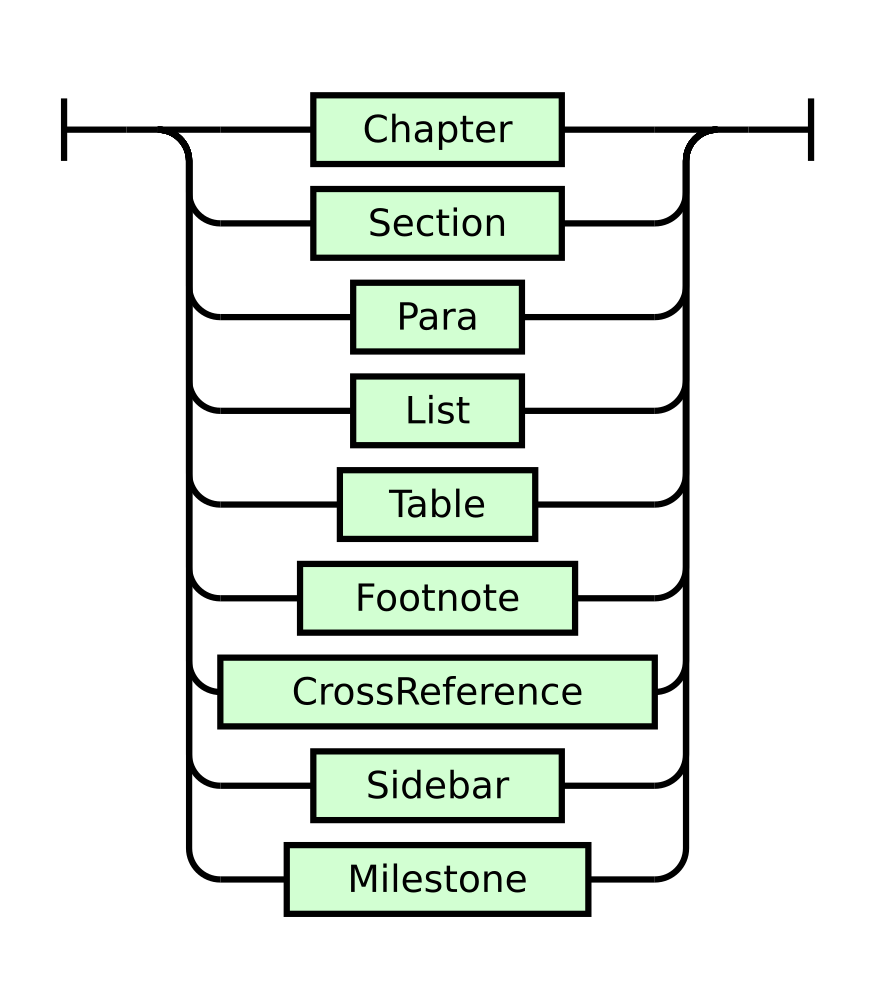 Chapter
Section
Para
List
Table
Footnote
CrossReference
Sidebar
Milestone